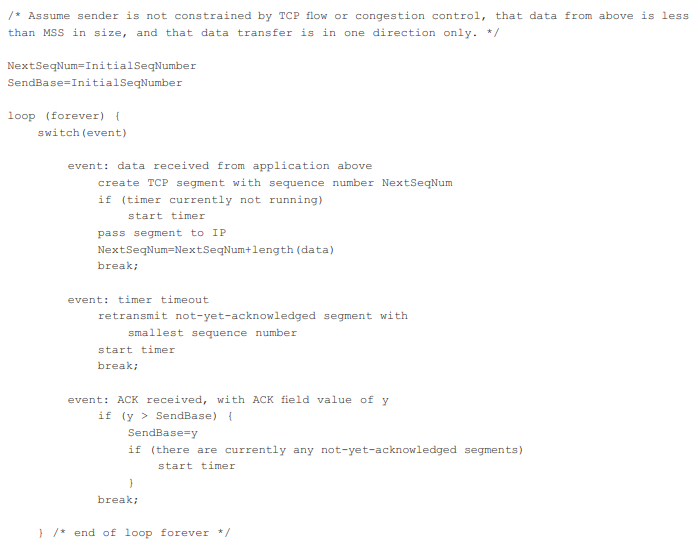 /* Assume sender is not constrained by TCP flow or congestion control, that data from above is less
than MSS in size, and that data transfer is in one direction only. */
NextSeqNum=InitialSeqNumber
SendBase=InitialSeqNumber
loop (forever) {
switch(event)
event: data received from application above
create TCP segment with sequence number NextSeqNum
if (timer currently not running)
start timer
pass segment to IP
NextSeqNum=NextSeqNum+length(data)
break;
event: timer timeout
retransmit not-yet-acknowledged segment with
smallest sequence number
start timer
break;
event: ACK received, with ACK field value of y
if (y > SendBase) {
SendBase=y
if (there are currently any not-yet-acknowledged segments)
start timer
}
break;
} /* end of loop forever */